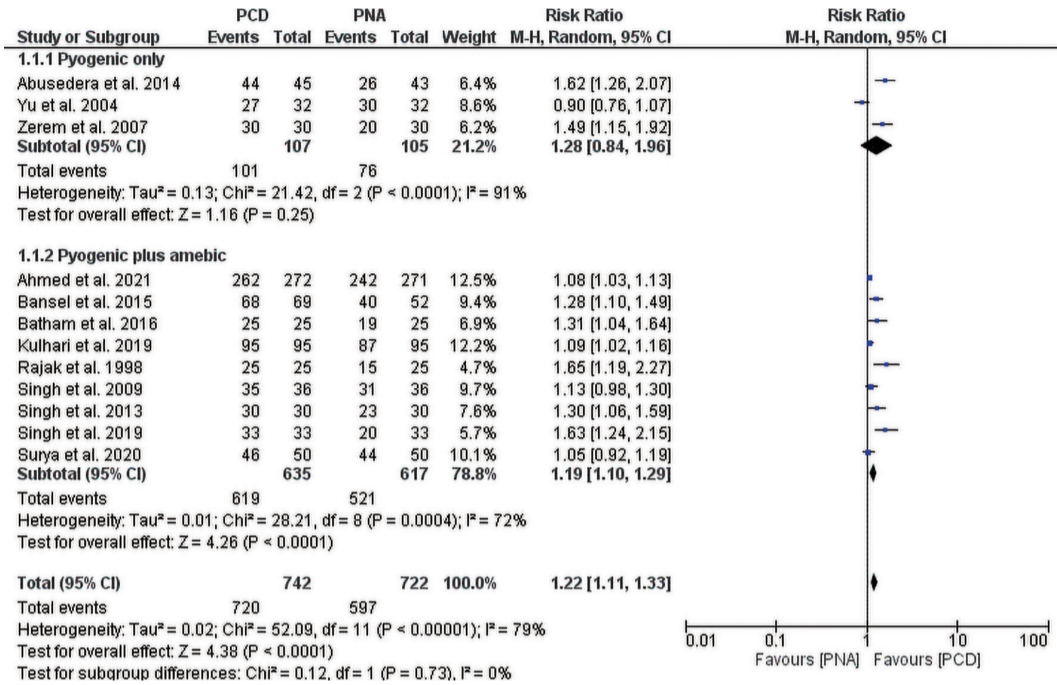 PCD PNA Risk Ratio Risk Ratio
Study or Subgroup Events Total Events Total Weight M-H, Random, 95% CI M-H, Random, 95% CI
1.1.1 Pyogenic only
Abusedera et al. 2014 44 45 26 43 6.4% 1.62 [1.26, 2.07]
Yu et al. 2004 27 32 30 32 8.6% 0.90 [0.76, 1.07]
Zerem et al. 2007 30 30 20 30 6.2% 1.49 [1.15, 1.92]
Subtotal (95% CI) 107 105 21.2% 1.28 [0.84, 1.96]
Total events 101 76
Heterogeneity: Tau² = 0.13; Chi² = 21.42, df = 2 (P < 0.0001); I² = 91%
Test for overall effect: Z = 1.16 (P = 0.25)
1.1.2 Pyogenic plus amebic
Ahmed et al. 2021 262 272 242 271 12.5% 1.08 [1.03, 1.13]
Bansel et al. 2015 68 69 40 52 9.4% 1.28 [1.10, 1.49]
Batham et al. 2016 25 25 19 25 6.9% 1.31 [1.04, 1.64]
Kulhari et al. 2019 95 95 87 95 12.2% 1.09 [1.02, 1.16]
Rajak et al. 1998 25 25 15 25 4.7% 1.65 [1.19, 2.27]
Singh et al. 2009 35 36 31 36 9.7% 1.13 [0.98, 1.30]
Singh et al. 2013 30 30 23 30 7.6% 1.30 [1.06, 1.59]
Singh et al. 2019 33 33 20 33 5.7% 1.63 [1.24, 2.15]
Surya et al. 2020 46 50 44 50 10.1% 1.05 [0.92, 1.19]
Subtotal (95% CI) 635 617 78.8% 1.19 [1.10, 1.29]
Total events 619 521
Heterogeneity: Tau² = 0.01; Chi² = 28.21, df = 8 (P = 0.0004); I² = 72%
Test for overall effect: Z = 4.26 (P < 0.0001)
Total (95% CI) 742 722 100.0% 1.22 [1.11, 1.33]
Total events 720 597
Heterogeneity: Tau² = 0.02; Chi² = 52.09, df = 11 (P < 0.00001); I² = 79%
Test for overall effect: Z = 4.38 (P < 0.0001)
Test for subgroup differences: Chi² = 0.12, df = 1 (P = 0.73), I² = 0%
0.01 0.1 1 10 100
Favours [PNA] Favours [PCD]